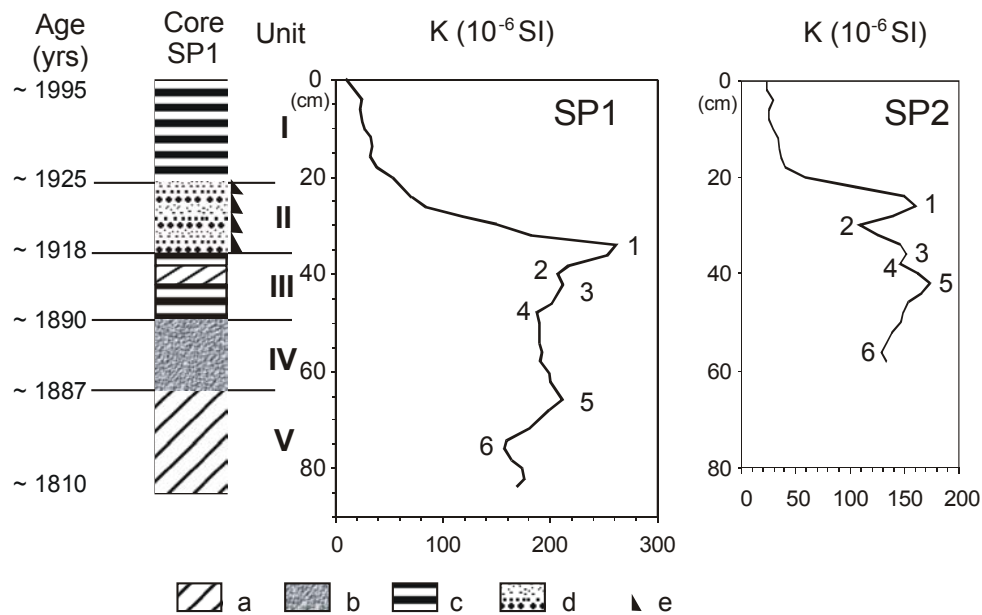 Age
(yrs)
Core
SP1
Unit
K (10⁻⁶ SI)
K (10⁻⁶ SI)
~ 1995
~ 1925
~ 1918
~ 1890
~ 1887
~ 1810
I
II
III
IV
V
0
(cm)
20
40
60
80
SP1
1
2
3
4
5
6
0
100
200
300
0
(cm)
20
40
60
80
SP2
1
2
3
4
5
6
0
50
100
150
200
a
b
c
d
e